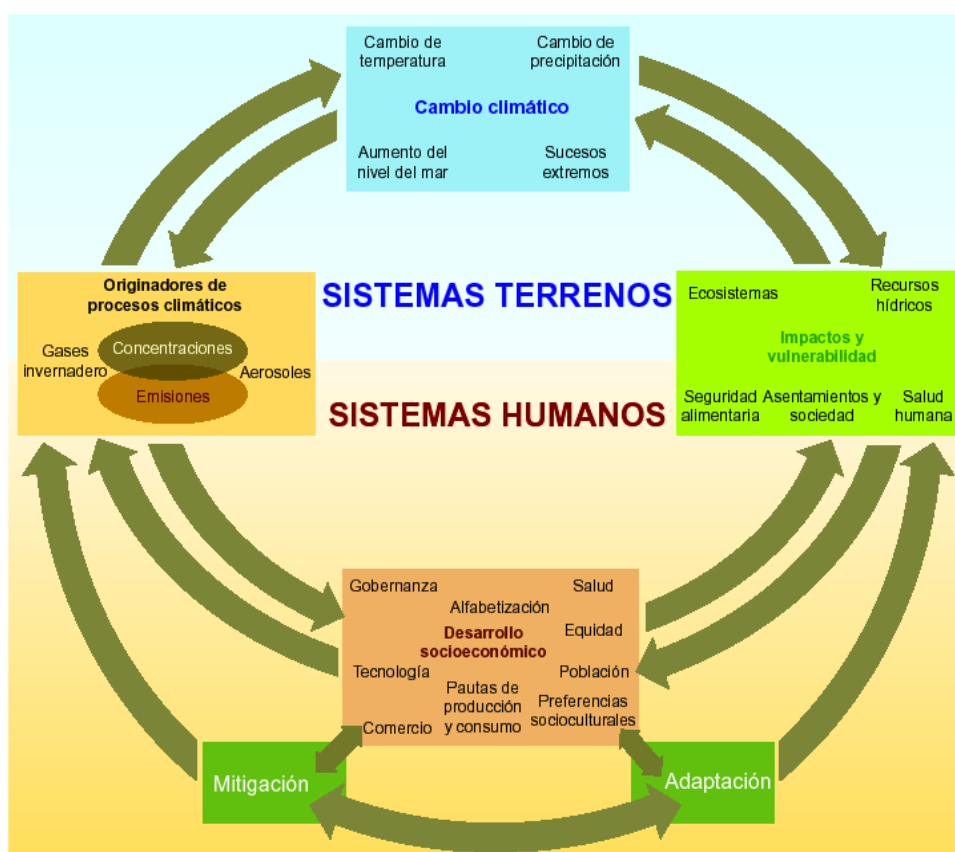 Cambio de
temperatura
Cambio de
precipitación
Cambio climático
Aumento del
nivel del mar
Sucesos
extremos
Originadores de
procesos climáticos
Gases
invernadero
Concentraciones
Aerosoles
Emisiones
SISTEMAS TERRENOS
SISTEMAS HUMANOS
Ecosistemas
Recursos
hídricos
Impactos y
vulnerabilidad
Seguridad
alimentaria
Asentamientos y
sociedad
Salud
humana
Gobernanza
Salud
Alfabetización
Equidad
Desarrollo
socioeconómico
Tecnología
Población
Pautas de
producción
y consumo
Preferencias
socioculturales
Comercio
Mitigación
Adaptación